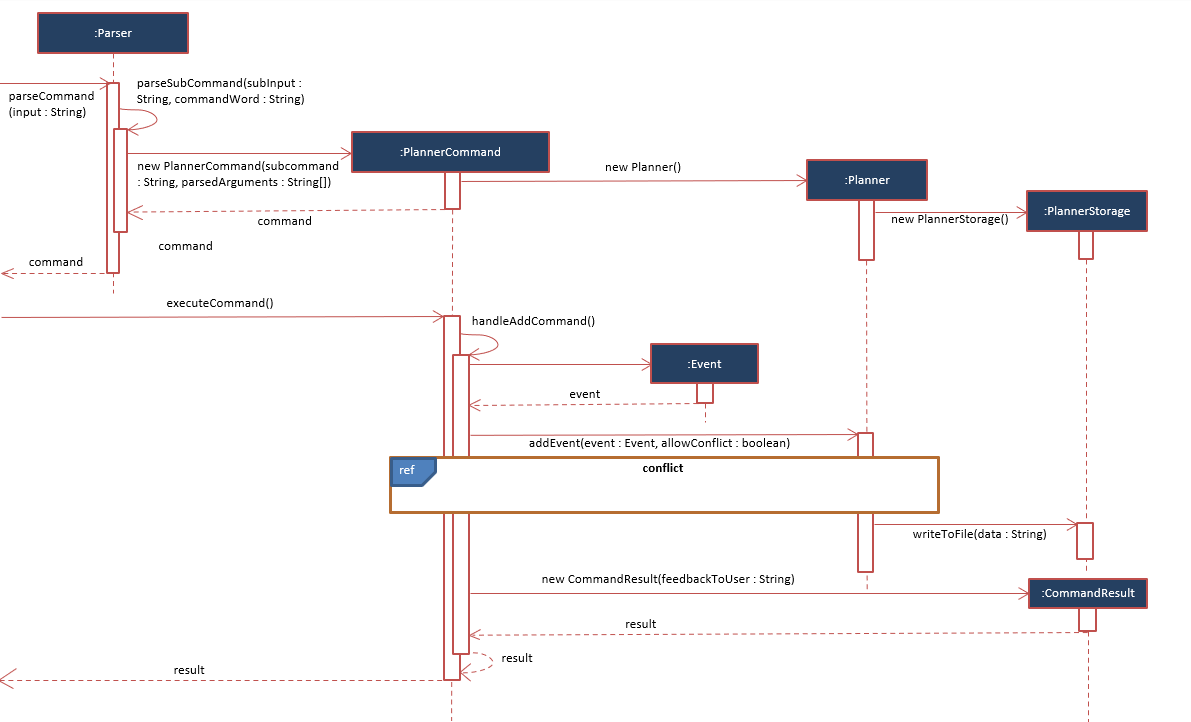 :Parser
parseCommand
(input : String)
parseSubCommand(subInput :
String, commandWord : String)
:PlannerCommand
new PlannerCommand(subcommand
: String, parsedArguments : String[])
new Planner()
:Planner
new PlannerStorage()
:PlannerStorage
command
command
command
executeCommand()
handleAddCommand()
:Event
event
addEvent(event : Event, allowConflict : boolean)
ref
conflict
writeToFile(data : String)
new CommandResult(feedbackToUser : String)
:CommandResult
result
result
result